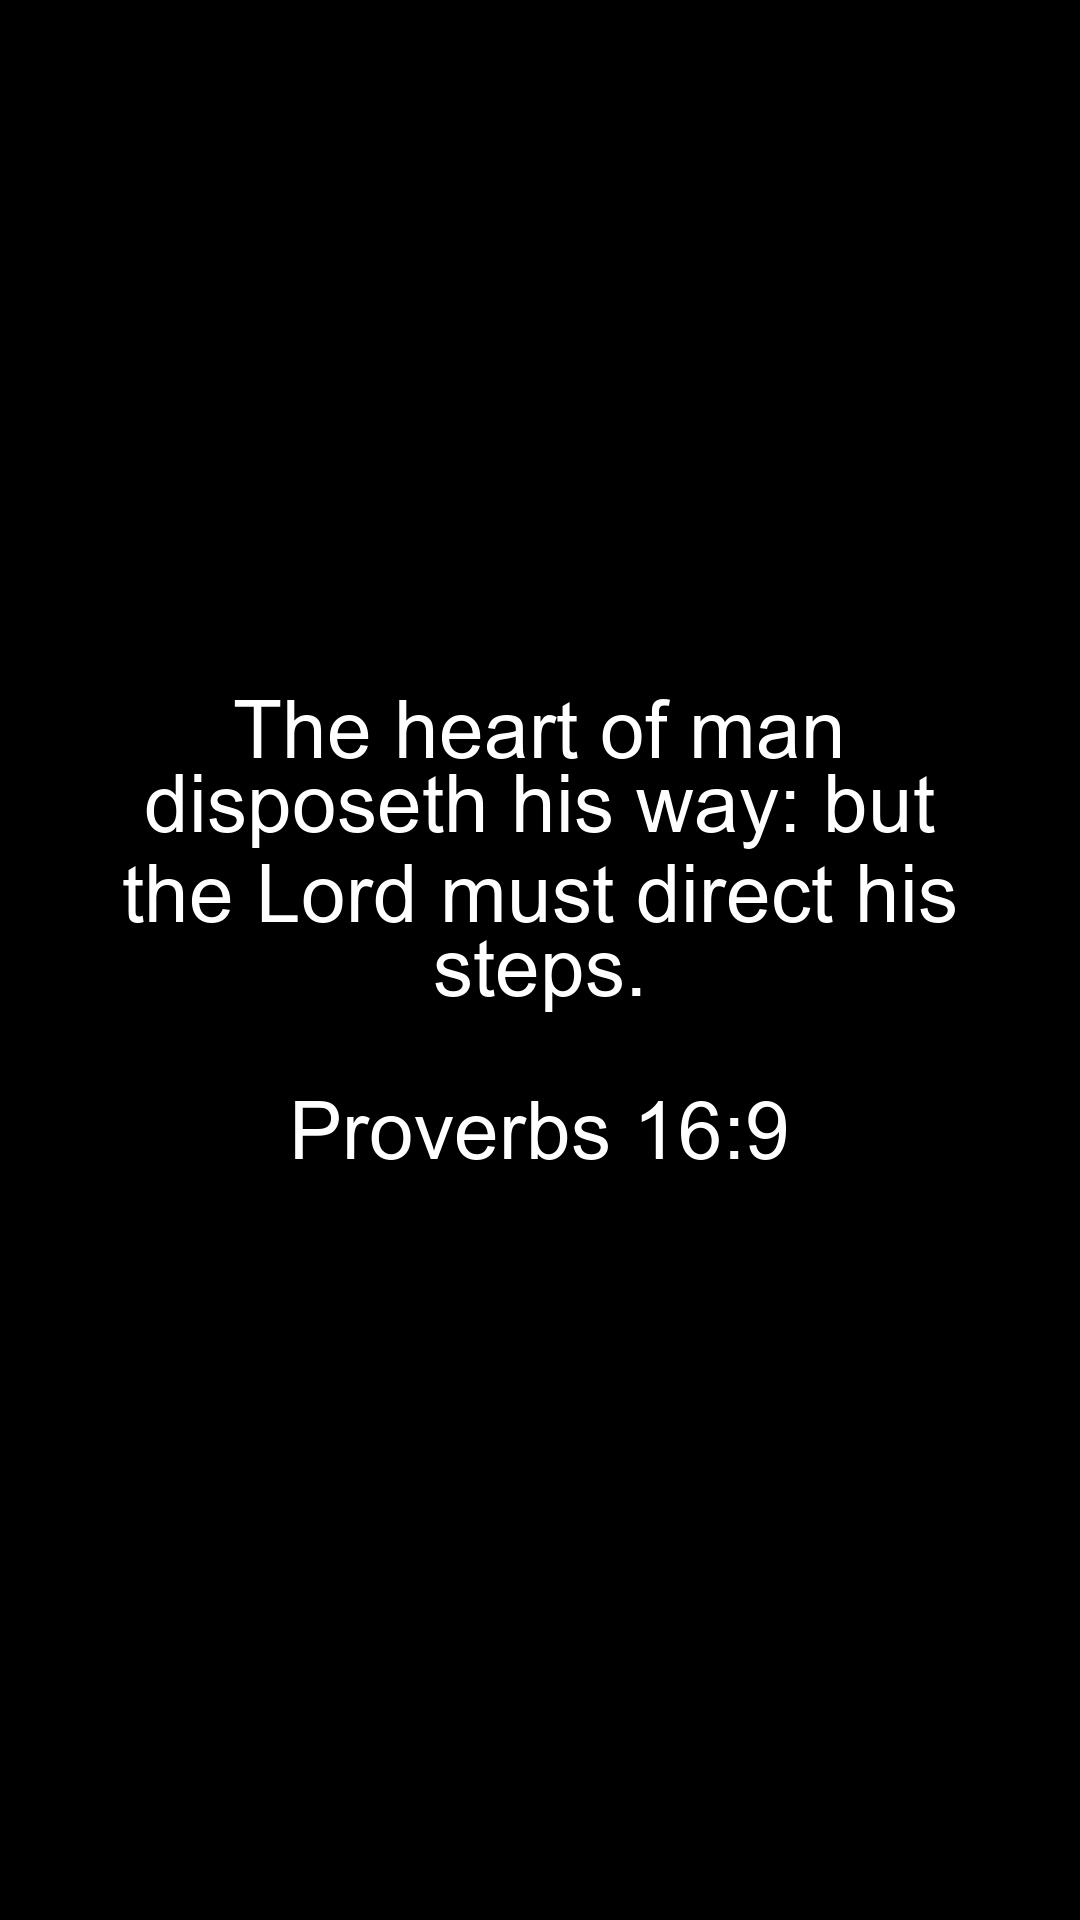 The heart of man
disposeth his way: but
the Lord must direct his
steps.
Proverbs 16:9